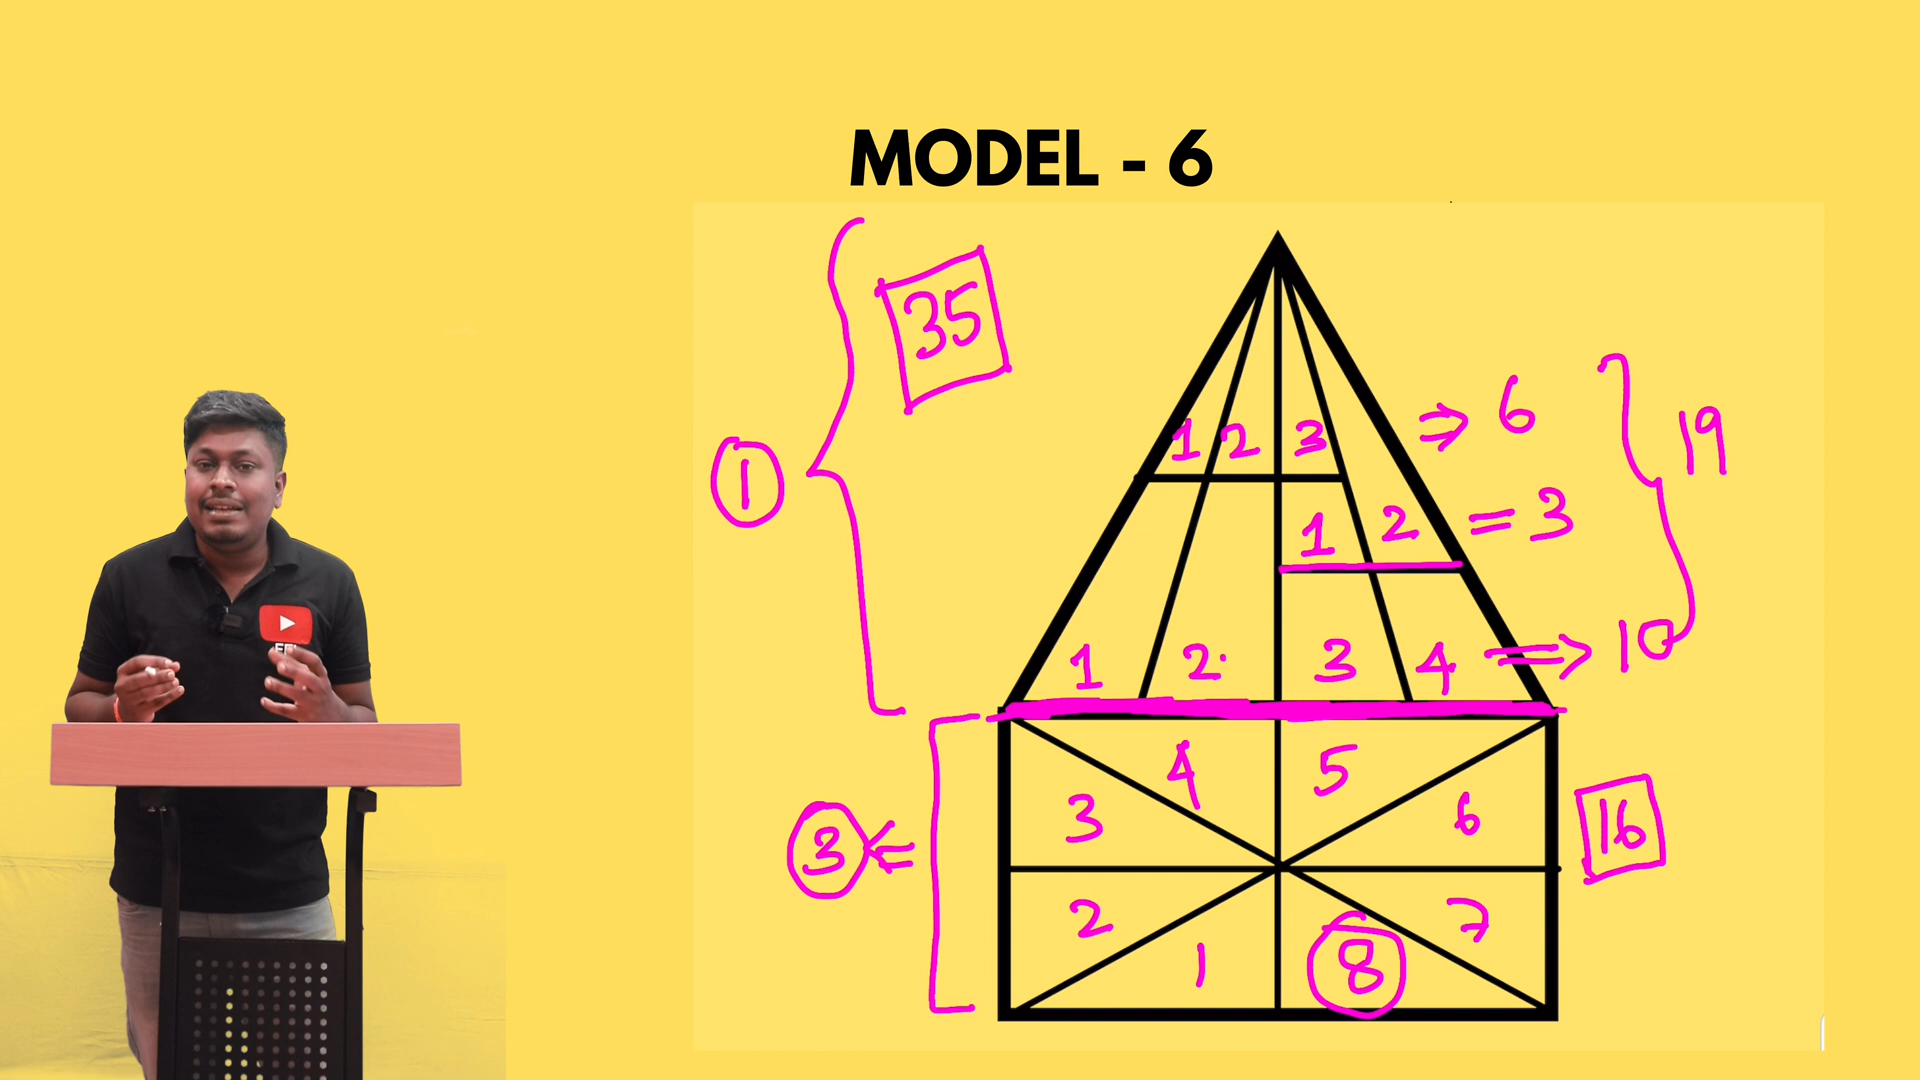 MODEL - 6
35
1 2 3 ⇒ 6
19
1
1 2 = 3
1 2 3 4 ⇒ 10
4 5
3 6
16
3 ⇐
2 7
1 8